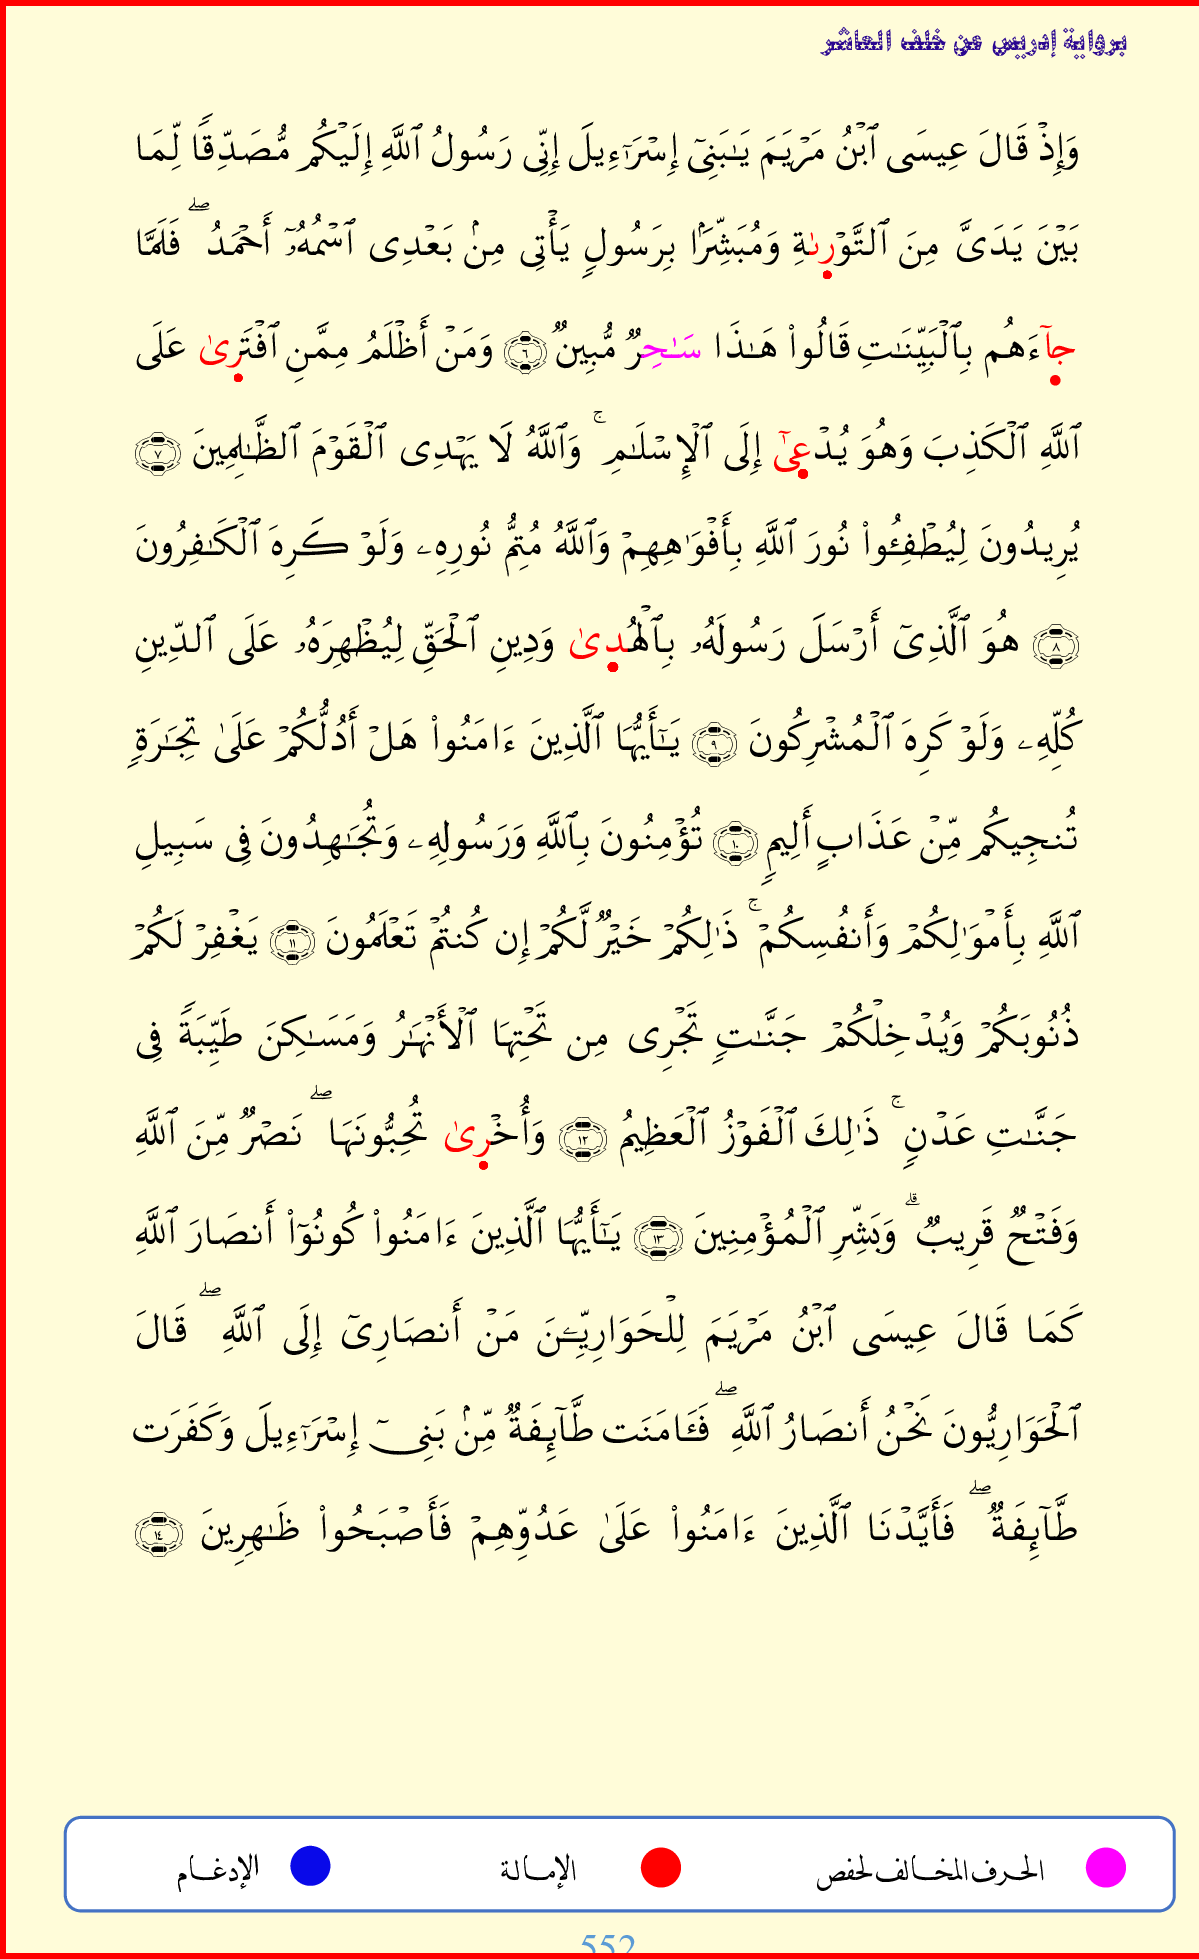 برواية إدريس عن خلف العاشر
وَإِذۡ قَالَ عِيسَى ٱبۡنُ مَرۡيَمَ يَـٰبَنِىٓ إِسۡرَـٰٓءِيلَ إِنِّى رَسُولُ ٱللَّهِ إِلَيۡكُم مُّصَدِّقٗا لِّمَا
بَيۡنَ يَدَىَّ مِنَ ٱلتَّوۡرِىٰةِ وَمُبَشِّرَۢا بِرَسُولٖ يَأۡتِى مِنۢ بَعۡدِى ٱسۡمُهُۥٓ أَحۡمَدُۖ فَلَمَّا
جِآءَهُم بِٱلۡبَيِّنَـٰتِ قَالُواْ هَـٰذَا سَـٰحِرٞ مُّبِينٞ ٦ وَمَنۡ أَظۡلَمُ مِمَّنِ ٱفۡتَرِىٰ عَلَى
ٱللَّهِ ٱلۡكَذِبَ وَهُوَ يُدۡعِىٰٓ إِلَى ٱلۡإِسۡلَـٰمِۚ وَٱللَّهُ لَا يَهۡدِى ٱلۡقَوۡمَ ٱلظَّـٰلِمِينَ ٧
يُرِيدُونَ لِيُطۡفِـُٔواْ نُورَ ٱللَّهِ بِأَفۡوَٰهِهِمۡ وَٱللَّهُ مُتِمُّ نُورِهِۦ وَلَوۡ كَرِهَ ٱلۡكَـٰفِرُونَ
٨ هُوَ ٱلَّذِىٓ أَرۡسَلَ رَسُولَهُۥ بِٱلۡهُدِىٰ وَدِينِ ٱلۡحَقِّ لِيُظۡهِرَهُۥ عَلَى ٱلدِّينِ
كُلِّهِۦ وَلَوۡ كَرِهَ ٱلۡمُشۡرِكُونَ ٩ يَـٰٓأَيُّهَا ٱلَّذِينَ ءَامَنُواْ هَلۡ أَدُلُّكُمۡ عَلَىٰ تِجَـٰرَةٖ
تُنجِيكُم مِّنۡ عَذَابٍ أَلِيمٖ ١٠ تُؤۡمِنُونَ بِٱللَّهِ وَرَسُولِهِۦ وَتُجَـٰهِدُونَ فِى سَبِيلِ
ٱللَّهِ بِأَمۡوَٰلِكُمۡ وَأَنفُسِكُمۡۚ ذَٰلِكُمۡ خَيۡرٞ لَّكُمۡ إِن كُنتُمۡ تَعۡلَمُونَ ١١ يَغۡفِرۡ لَكُمۡ
ذُنُوبَكُمۡ وَيُدۡخِلۡكُمۡ جَنَّـٰتٖ تَجۡرِى مِن تَحۡتِهَا ٱلۡأَنۡهَـٰرُ وَمَسَـٰكِنَ طَيِّبَةٗ فِى
جَنَّـٰتِ عَدۡنٖۚ ذَٰلِكَ ٱلۡفَوۡزُ ٱلۡعَظِيمُ ١٢ وَأُخۡرِىٰ تُحِبُّونَهَاۖ نَصۡرٞ مِّنَ ٱللَّهِ
وَفَتۡحٞ قَرِيبٞۗ وَبَشِّرِ ٱلۡمُؤۡمِنِينَ ١٣ يَـٰٓأَيُّهَا ٱلَّذِينَ ءَامَنُواْ كُونُوٓاْ أَنصَارَ ٱللَّهِ
كَمَا قَالَ عِيسَى ٱبۡنُ مَرۡيَمَ لِلۡحَوَارِيِّـۧنَ مَنۡ أَنصَارِىٓ إِلَى ٱللَّهِۖ قَالَ
ٱلۡحَوَارِيُّونَ نَحۡنُ أَنصَارُ ٱللَّهِۖ فَـَٔامَنَت طَّآئِفَةٞ مِّنۢ بَنِىٓ إِسۡرَـٰٓءِيلَ وَكَفَرَت
طَّآئِفَةٞۖ فَأَيَّدۡنَا ٱلَّذِينَ ءَامَنُواْ عَلَىٰ عَدُوِّهِمۡ فَأَصۡبَحُواْ ظَـٰهِرِينَ ١٤
الحرف المخالف لحفص
الإمالة
الإدغام
552